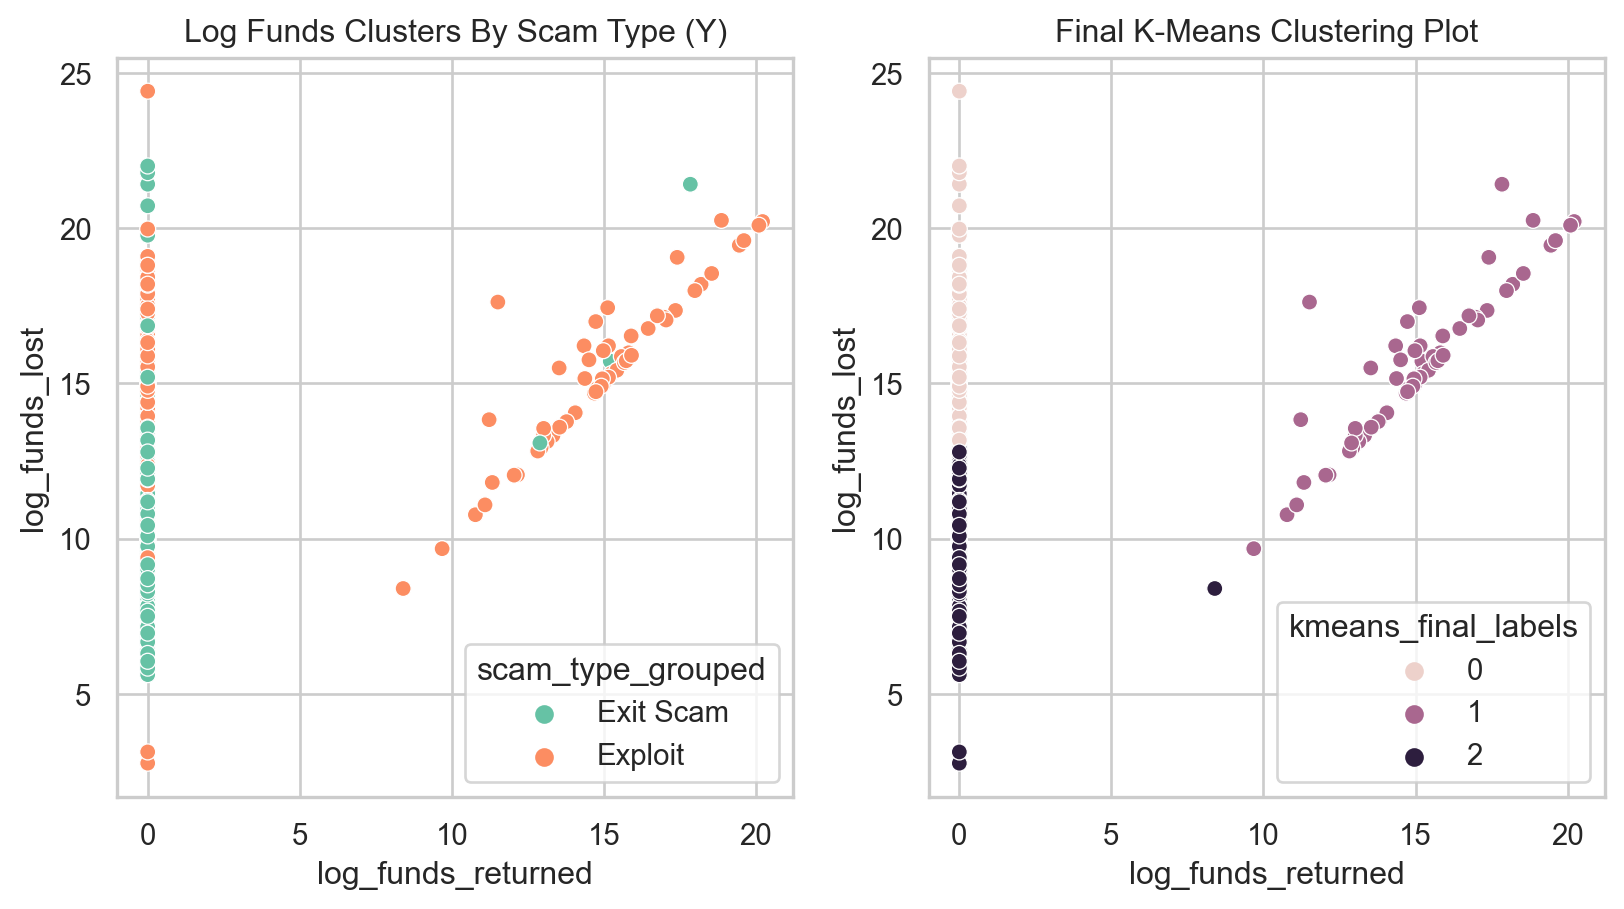 Log Funds Clusters By Scam Type (Y)
25
20
15
10
5
log_funds_lost
0 5 10 15 20
log_funds_returned
scam_type_grouped
Exit Scam
Exploit
Final K-Means Clustering Plot
25
20
15
10
5
log_funds_lost
0 5 10 15 20
log_funds_returned
kmeans_final_labels
0
1
2